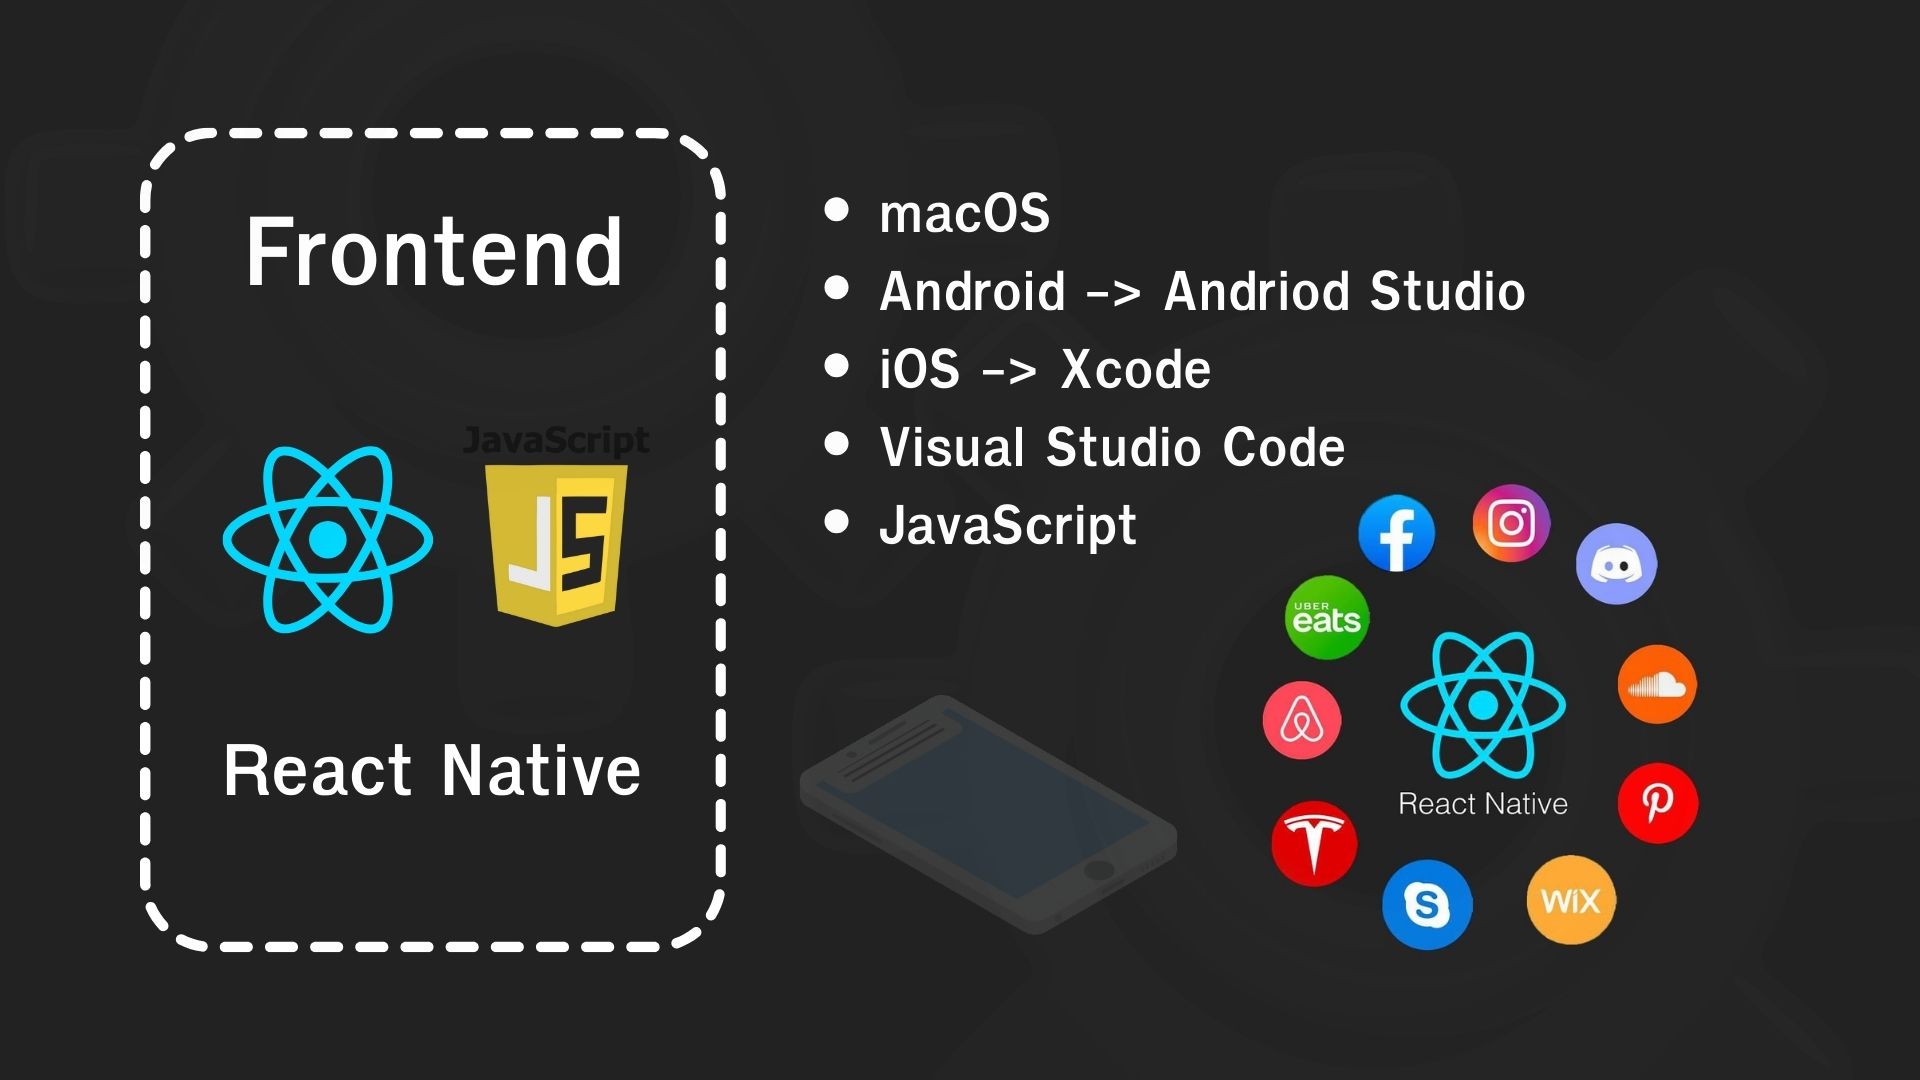 Frontend
JavaScript
JS
React Native
macOS
Android -> Andriod Studio
iOS -> Xcode
Visual Studio Code
JavaScript
UBER
eats
React Native
WiX